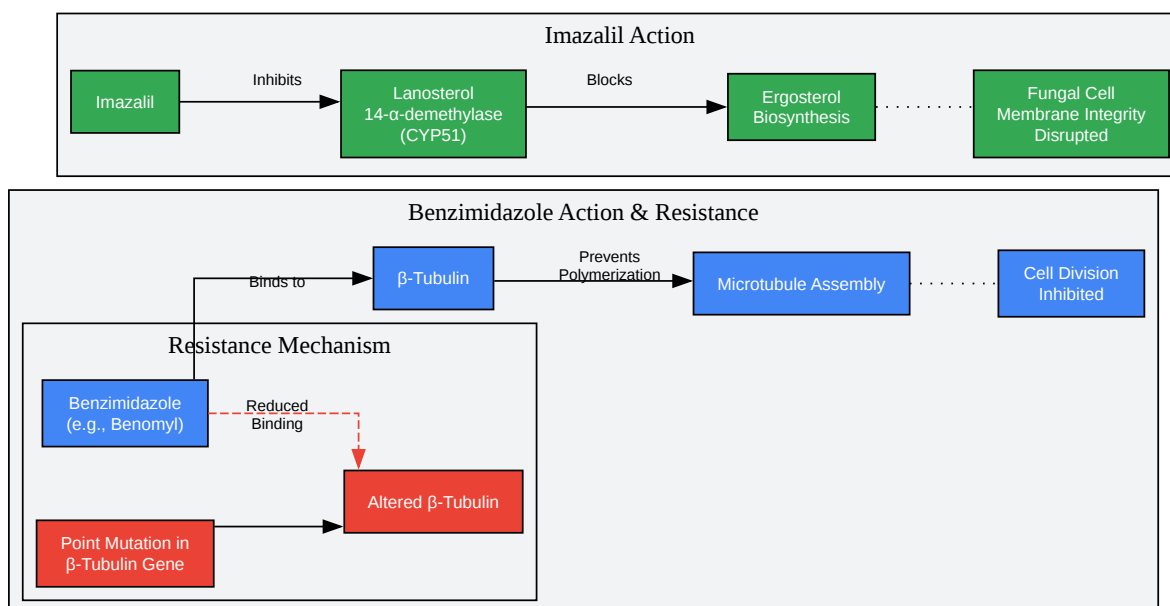 Imazalil Action
Imazalil
Inhibits
Lanosterol
14-α-demethylase
(CYP51)
Blocks
Ergosterol
Biosynthesis
Fungal Cell
Membrane Integrity
Disrupted
Benzimidazole Action & Resistance
Binds to
β-Tubulin
Prevents
Polymerization
Microtubule Assembly
Cell Division
Inhibited
Resistance Mechanism
Benzimidazole
(e.g., Benomyl)
Reduced
Binding
Altered β-Tubulin
Point Mutation in
β-Tubulin Gene